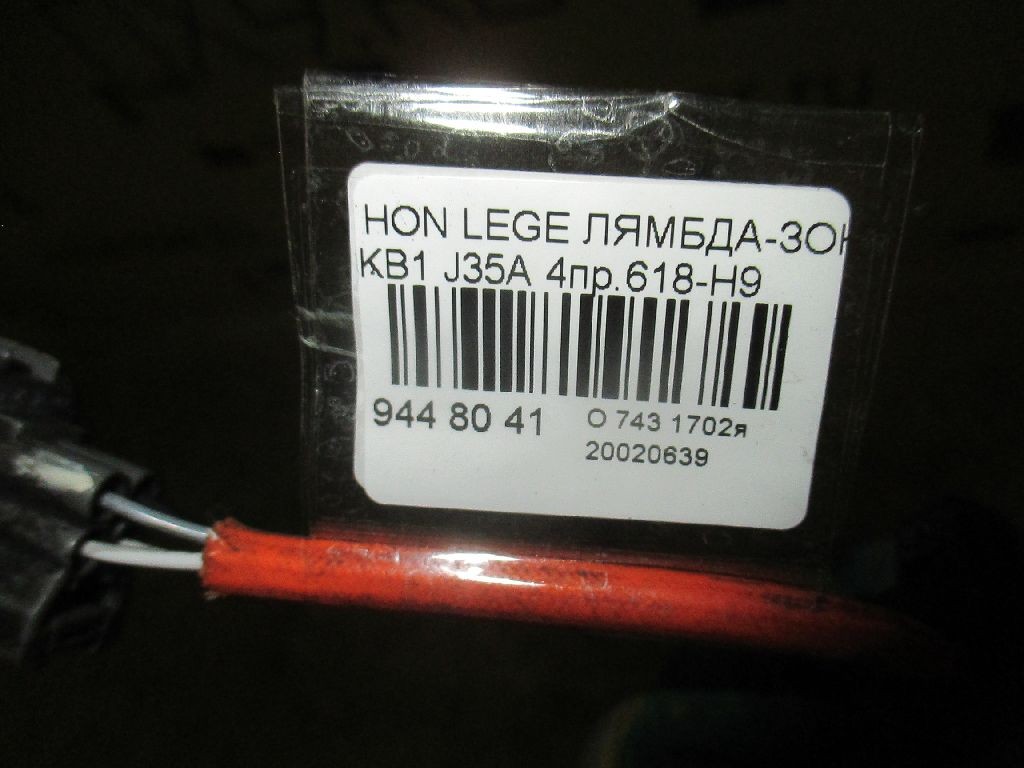 HON LEGE ЛЯМБДА-ЗОН
KB1 J35A 4пр.618-H9
944 80 41
О 743 1702я
20020639